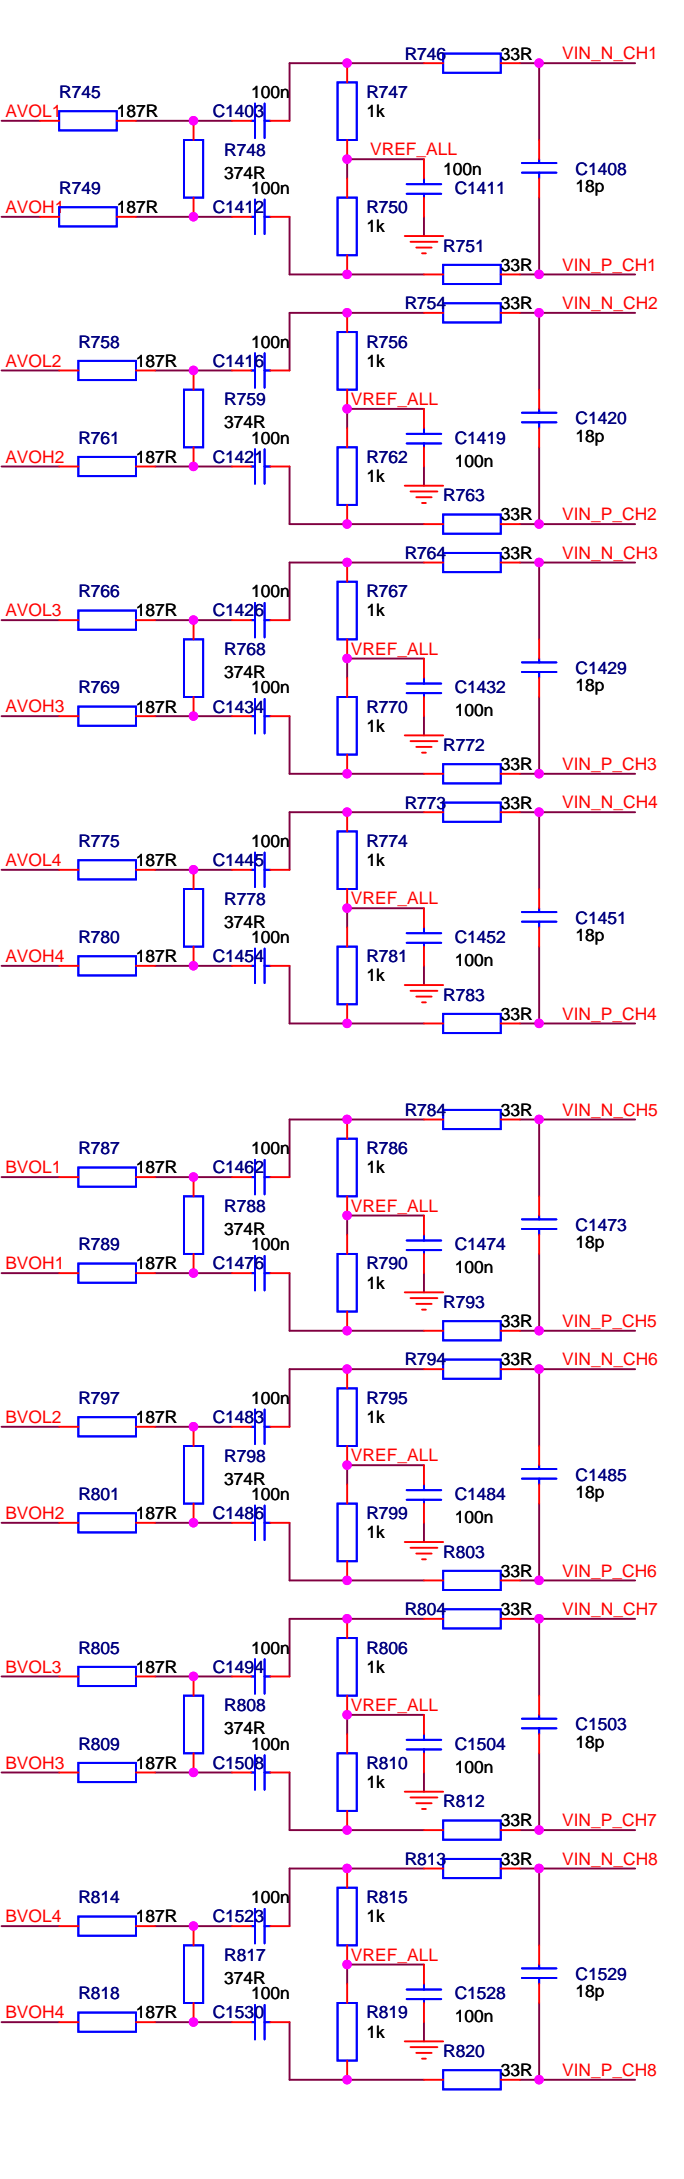 R746 33R VIN_N_CH1
R745 100n R747
AVOL1 187R C1403 1k
R748 VREF_ALL
374R 100n C1408
R749 100n C1411 18p
AVOH1 187R C1412 R750
1k R751
33R VIN_P_CH1
R754 33R VIN_N_CH2
R758 100n R756
AVOL2 187R C1416 1k
R759 VREF_ALL
374R C1420
R761 100n C1419 18p
AVOH2 187R C1421 R762 100n
1k R763
33R VIN_P_CH2
R764 33R VIN_N_CH3
R766 100n R767
AVOL3 187R C1426 1k
R768 VREF_ALL
374R C1429
R769 100n C1432 18p
AVOH3 187R C1434 R770 100n
1k R772
33R VIN_P_CH3
R773 33R VIN_N_CH4
R775 100n R774
AVOL4 187R C1445 1k
R778 VREF_ALL
374R C1451
R780 100n C1452 18p
AVOH4 187R C1454 R781 100n
1k R783
33R VIN_P_CH4
R784 33R VIN_N_CH5
R787 100n R786
BVOL1 187R C1462 1k
R788 VREF_ALL
374R C1473
R789 100n C1474 18p
BVOH1 187R C1476 R790 100n
1k R793
33R VIN_P_CH5
R794 33R VIN_N_CH6
R797 100n R795
BVOL2 187R C1483 1k
R798 VREF_ALL
374R C1485
R801 100n C1484 18p
BVOH2 187R C1486 R799 100n
1k R803
33R VIN_P_CH6
R804 33R VIN_N_CH7
R805 100n R806
BVOL3 187R C1494 1k
R808 VREF_ALL
374R C1503
R809 100n C1504 18p
BVOH3 187R C1508 R810 100n
1k R812
33R VIN_P_CH7
R813 33R VIN_N_CH8
R814 100n R815
BVOL4 187R C1523 1k
R817 VREF_ALL
374R C1529
R818 100n C1528 18p
BVOH4 187R C1530 R819 100n
1k R820
33R VIN_P_CH8